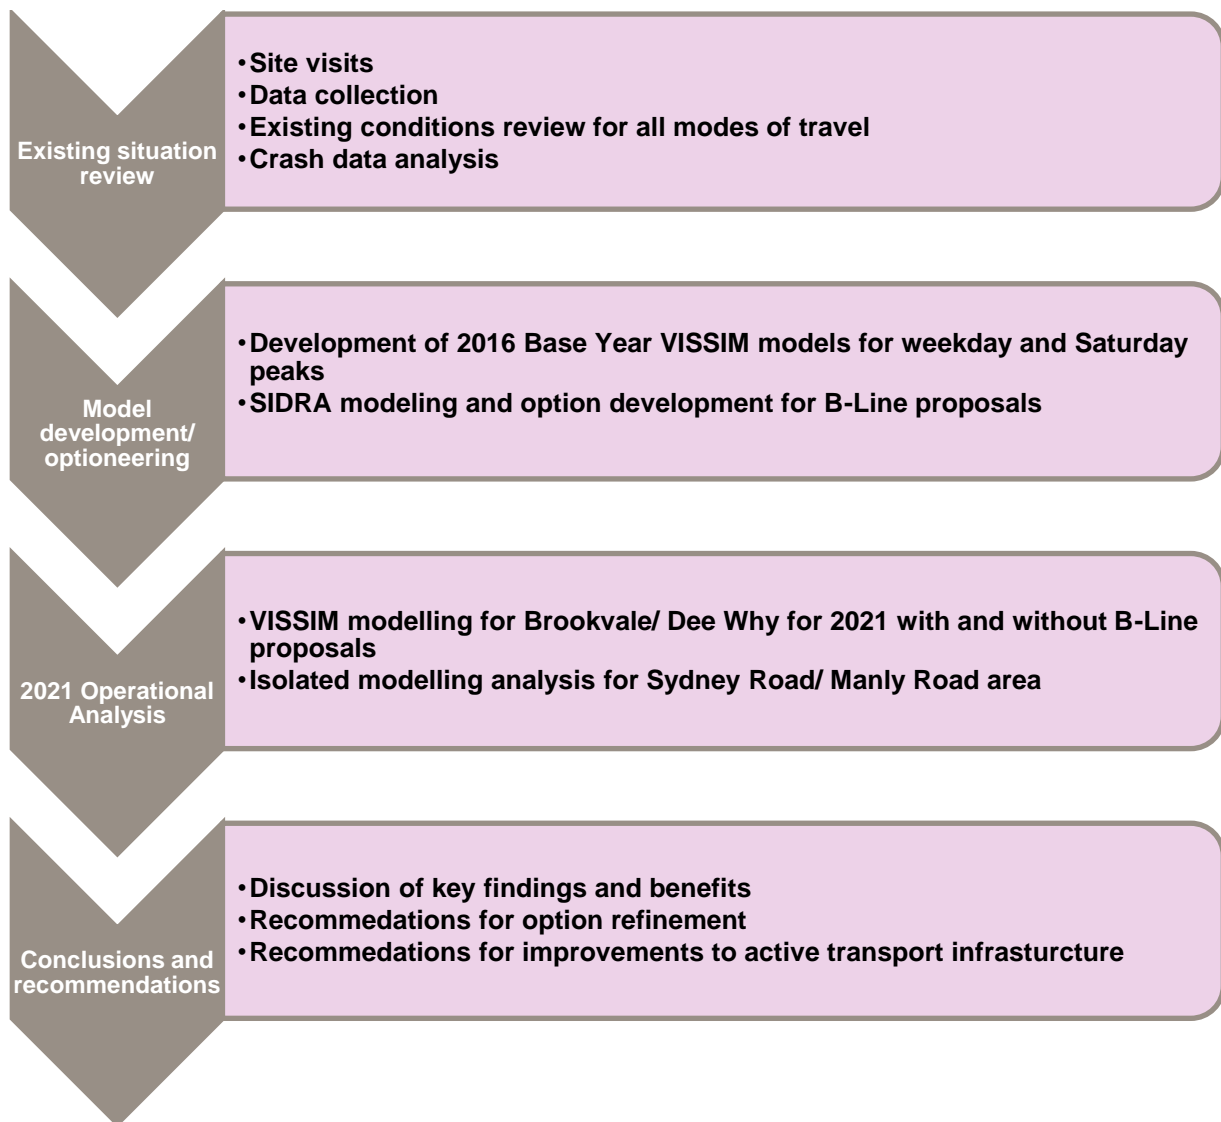 Existing situation
review
•Site visits
•Data collection
•Existing conditions review for all modes of travel
•Crash data analysis
Model
development/
optioneering
•Development of 2016 Base Year VISSIM models for weekday and Saturday
peaks
•SIDRA modeling and option development for B-Line proposals
2021 Operational
Analysis
•VISSIM modelling for Brookvale/ Dee Why for 2021 with and without B-Line
proposals
•Isolated modelling analysis for Sydney Road/ Manly Road area
Conclusions and
recommendations
•Discussion of key findings and benefits
•Recommedations for option refinement
•Recommedations for improvements to active transport infrasturcture